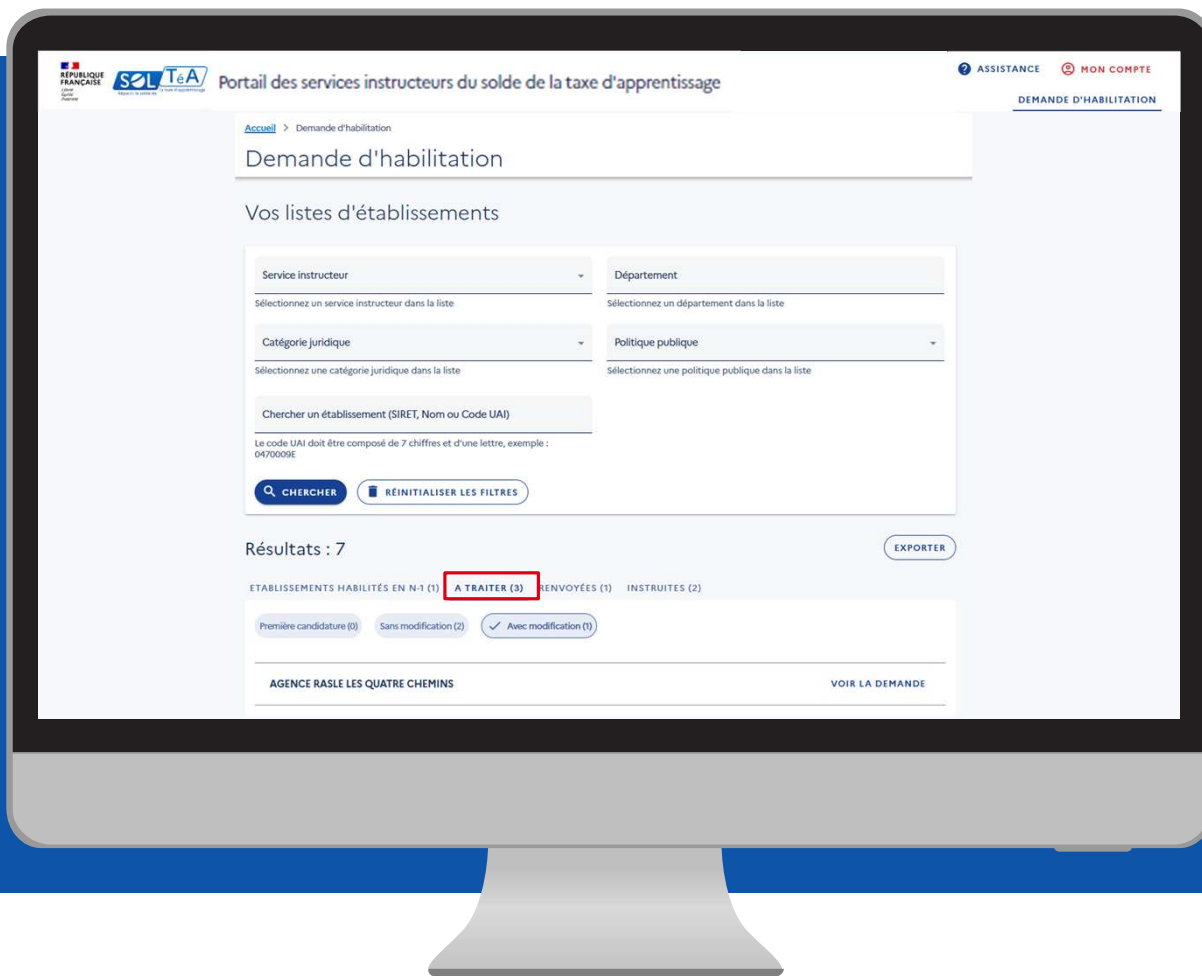 RÉPUBLIQUE
FRANÇAISE
Liberté
Égalité
Fraternité
SOLTéA
Portail des services instructeurs du solde de la taxe d'apprentissage
ASSISTANCE MON COMPTE
DEMANDE D'HABILITATION
Accueil > Demande d'habilitation
Demande d'habilitation
Vos listes d'établissements
Service instructeur
Sélectionnez un service instructeur dans la liste
Département
Sélectionnez un département dans la liste
Catégorie juridique
Sélectionnez une catégorie juridique dans la liste
Politique publique
Sélectionnez une politique publique dans la liste
Chercher un établissement (SIRET, Nom ou Code UAI)
Le code UAI doit être composé de 7 chiffres et d'une lettre, exemple :
0470009E
CHERCHER RÉINITIALISER LES FILTRES
Résultats : 7
EXPORTER
ETABLISSEMENTS HABILITÉS EN N-1 (1) A TRAITER (3) RENVOYÉES (1) INSTRUITES (2)
Première candidature (0) Sans modification (2) Avec modification (1)
AGENCE RASLE LES QUATRE CHEMINS VOIR LA DEMANDE